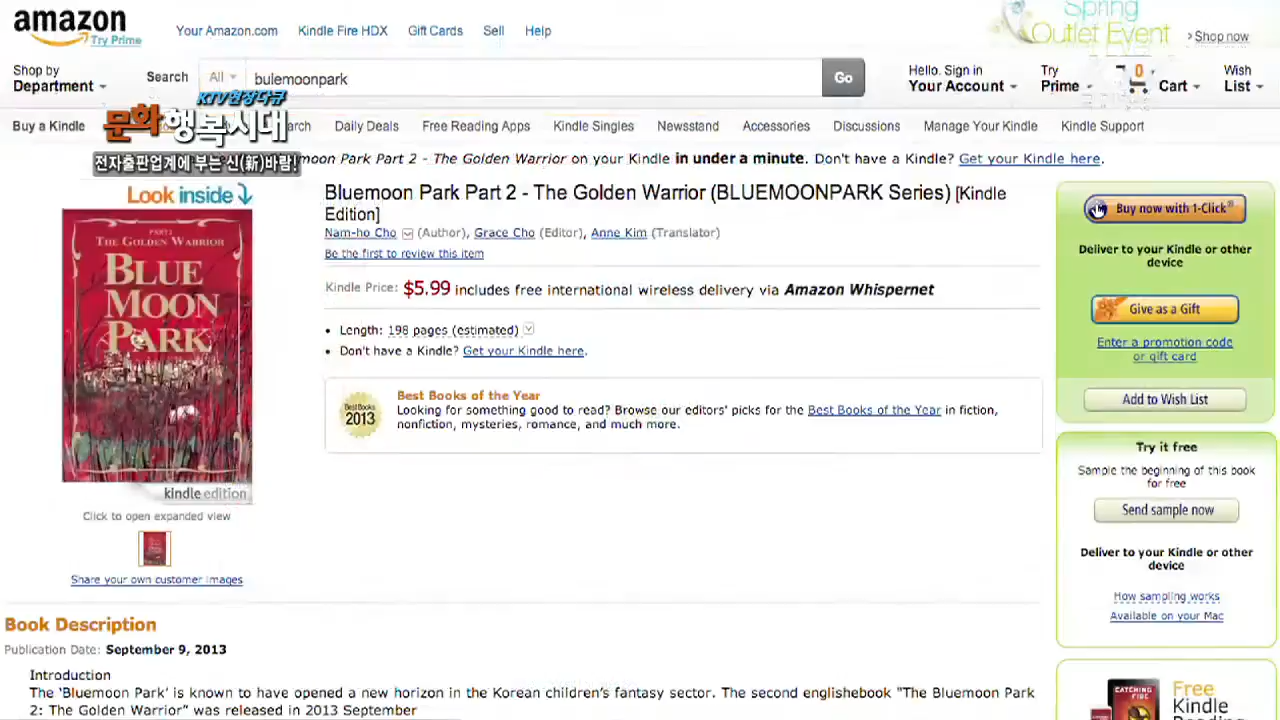 amazon
Try Prime
Your Amazon.com Kindle Fire HDX Gift Cards Sell Help
Spring
Outlet Event
Shop now
Shop by
Department
Search All bulemoonpark Go
Hello. Sign in
Your Account
Try
Prime
0
Cart
Wish
List
KTV현장다큐
문화행복시대
전자출판업계에 부는 신(新)바람!
Buy a Kindle Daily Deals Free Reading Apps Kindle Singles Newsstand Accessories Discussions Manage Your Kindle Kindle Support
moon Park Part 2 - The Golden Warrior on your Kindle in under a minute. Don't have a Kindle? Get your Kindle here.
Look inside
PART2
THE GOLDEN WARRIOR
BLUE
MOON
PARK
kindle edition
Click to open expanded view
Share your own customer images
Bluemoon Park Part 2 - The Golden Warrior (BLUEMOONPARK Series) [Kindle
Edition]
Nam-ho Cho (Author), Grace Cho (Editor), Anne Kim (Translator)
Be the first to review this item
Kindle Price: $5.99 includes free international wireless delivery via Amazon Whispernet
• Length: 198 pages (estimated)
• Don't have a Kindle? Get your Kindle here.
Best Books
2013
Best Books of the Year
Looking for something good to read? Browse our editors' picks for the Best Books of the Year in fiction,
nonfiction, mysteries, romance, and much more.
Buy now with 1-Click®
Deliver to your Kindle or other
device
Give as a Gift
Enter a promotion code
or gift card
Add to Wish List
Try it free
Sample the beginning of this book
for free
Send sample now
Deliver to your Kindle or other
device
How sampling works
Available on your Mac
CATCHING
FIRE
Free
Kindle
Book Description
Publication Date: September 9, 2013
Introduction
The 'Bluemoon Park' is known to have opened a new horizon in the Korean children's fantasy sector. The second englishebook "The Bluemoon Park
2: The Golden Warrior" was released in 2013 September